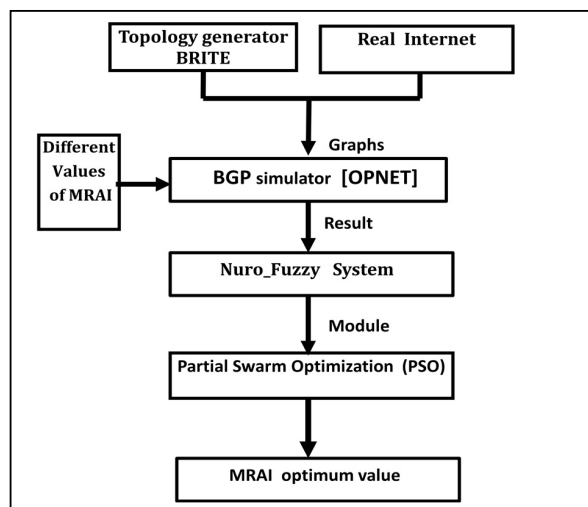 Topology generator
BRITE
Real Internet
Graphs
Different
Values
of MRAI
BGP simulator [OPNET]
Result
Nuro_Fuzzy System
Module
Partial Swarm Optimization (PSO)
MRAI optimum value